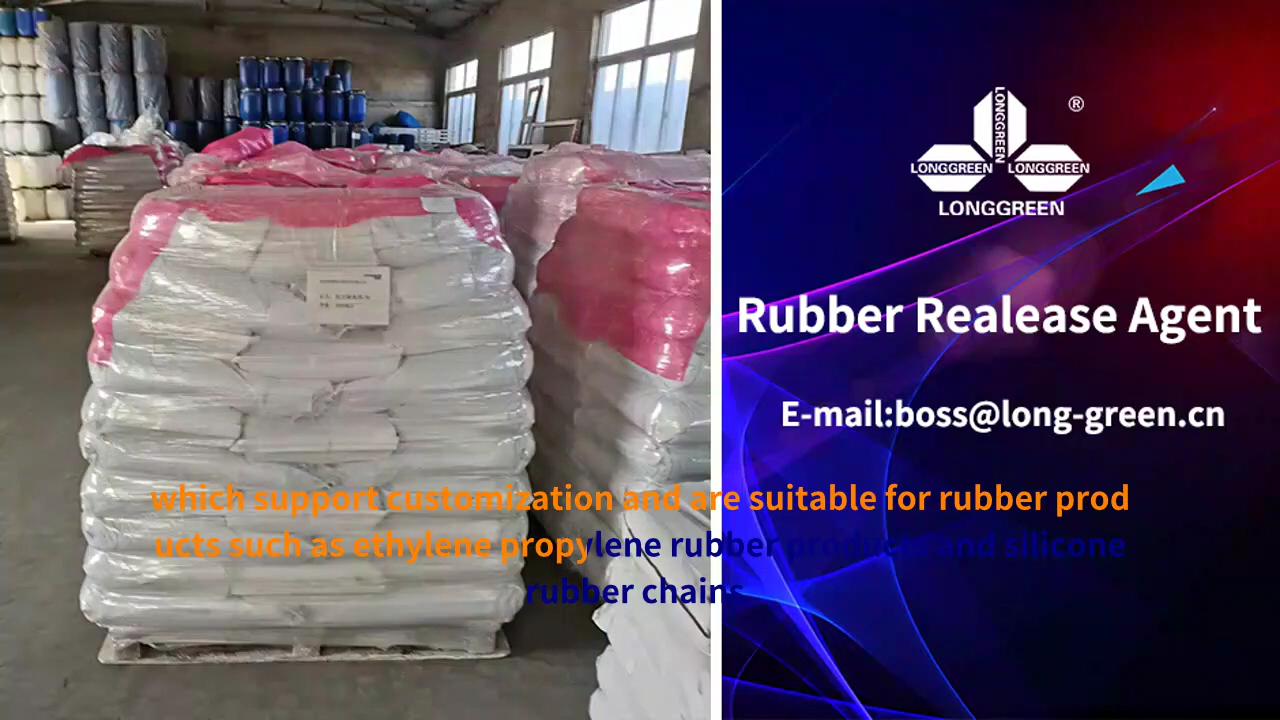 LONGGREEN
®
LONGGREEN LONGGREEN
LONGGREEN
Rubber Realease Agent
E-mail:boss@long-green.cn
which support customization and are suitable for rubber prod
ucts such as ethylene propylene rubber products and silicone
rubber chains